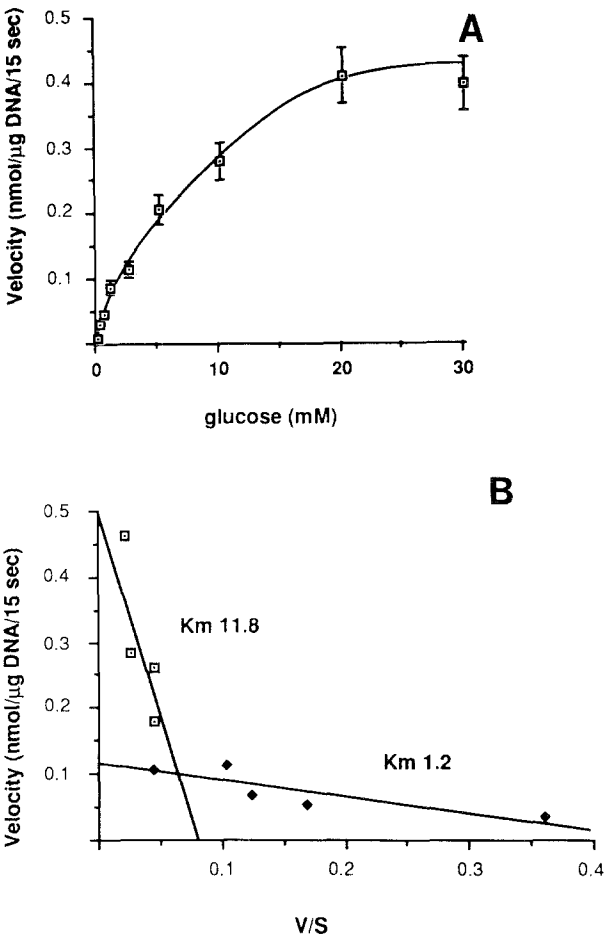 A
Velocity (nmol/µg DNA/15 sec)
0.5
0.4
0.3
0.2
0.1
0 10 20 30
glucose (mM)
B
Velocity (nmol/µg DNA/15 sec)
0.5
0.4
0.3
0.2
0.1
Km 11.8
Km 1.2
0.1 0.2 0.3 0.4
V/S